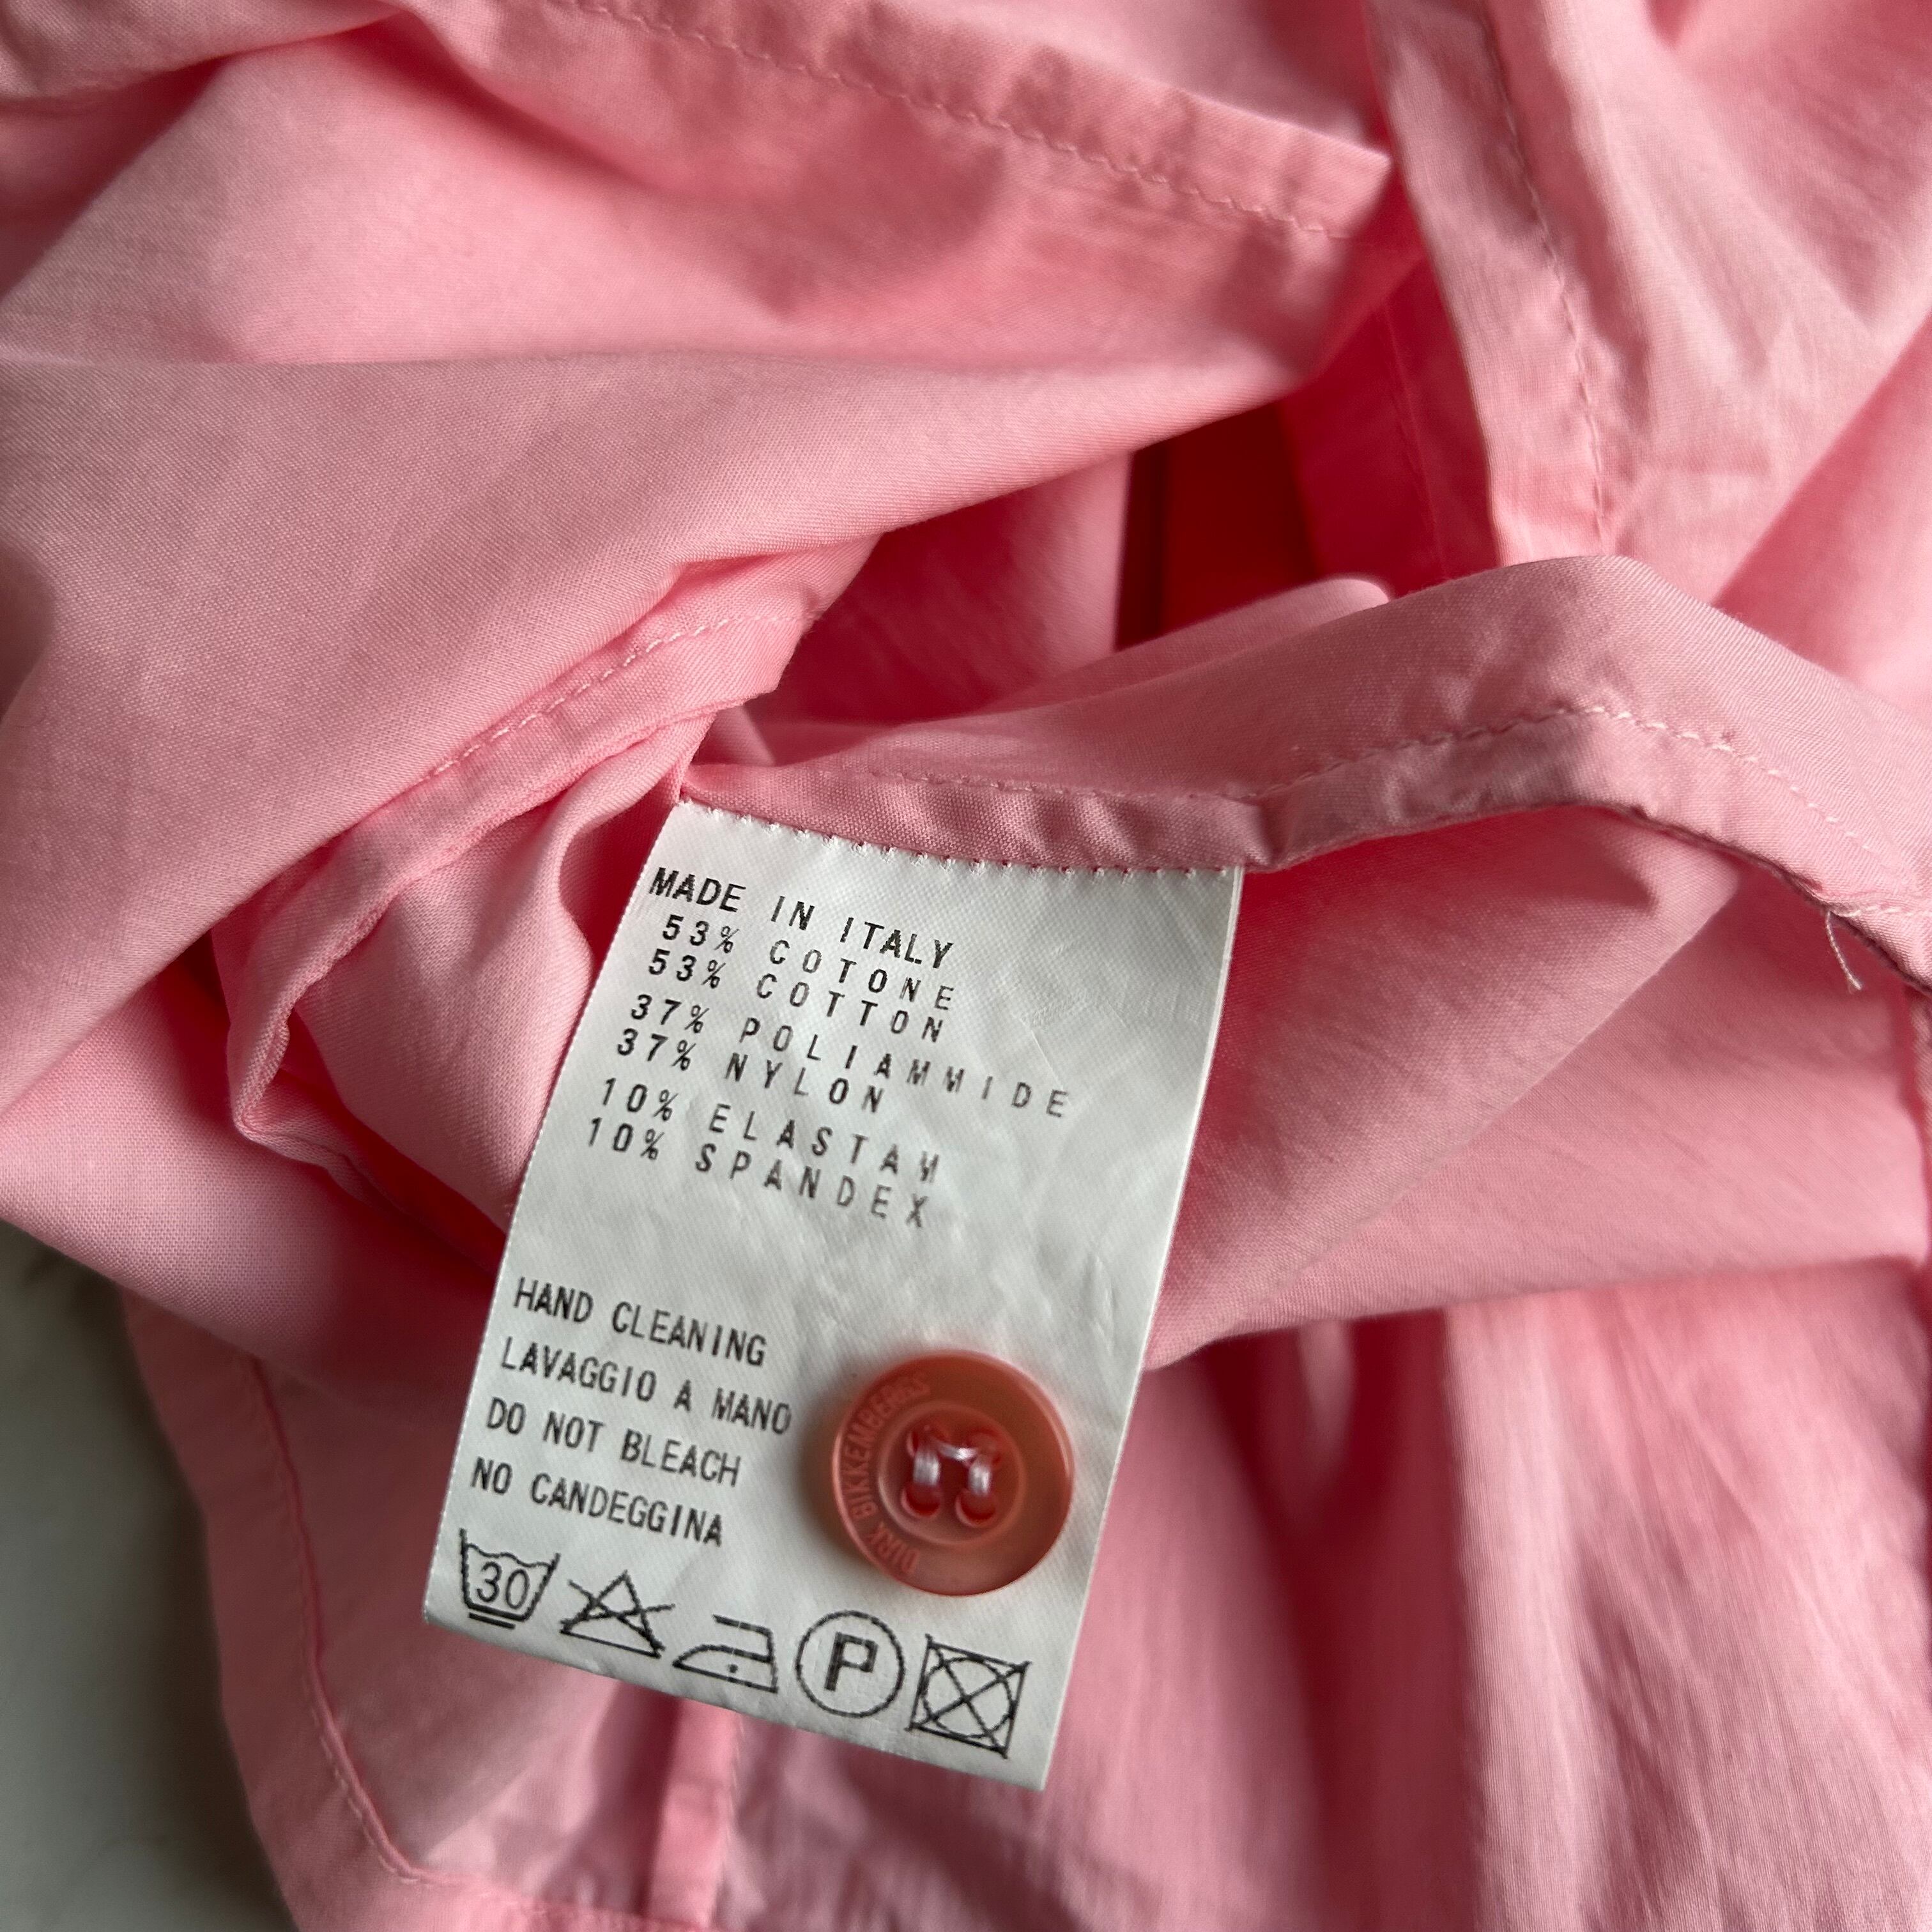 MADE IN ITALY
53% COTONE
53% COTTON
37% POLIAMMIDE
37% NYLON
10% ELASTAM
10% SPANDEX
HAND CLEANING
LAVAGGIO A MANO
DO NOT BLEACH
NO CANDEGGINA
DIRK BIKKEMBERGS
30
P